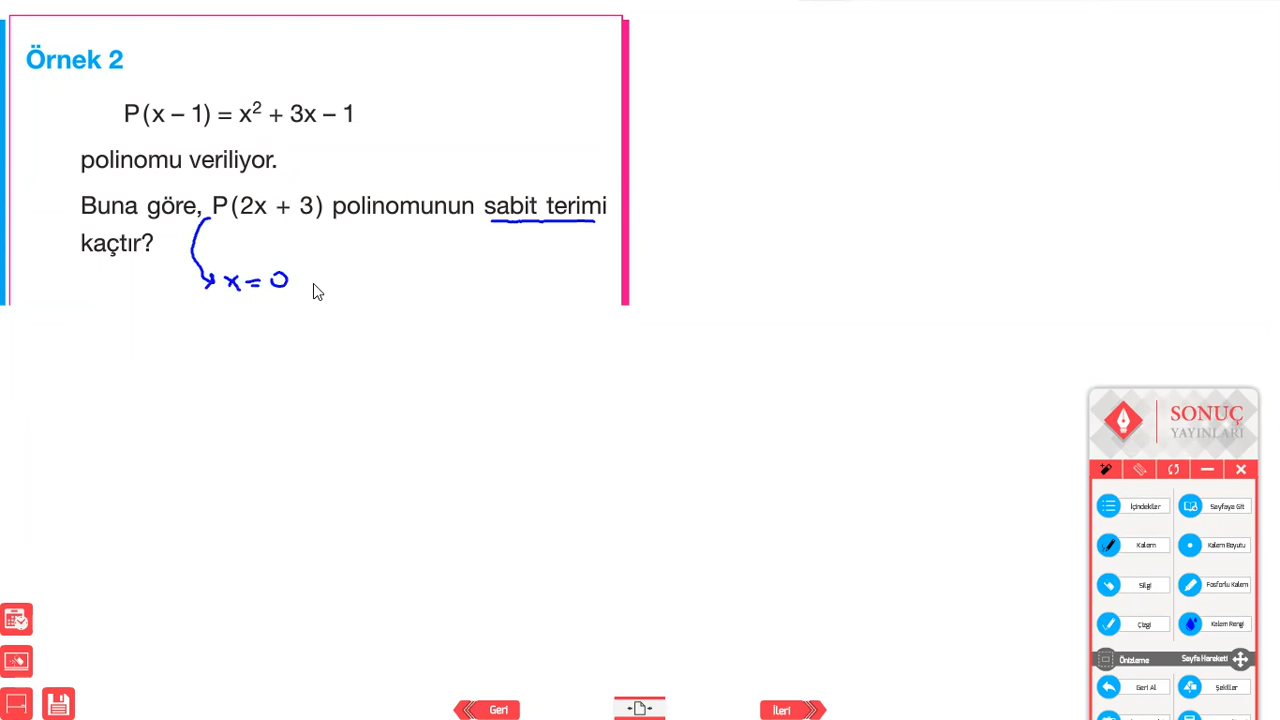 Örnek 2
P(x – 1) = x² + 3x – 1
polinomu veriliyor.
Buna göre, P(2x + 3) polinomunun sabit terimi
kaçtır?
x = 0
SONUÇ
YAYINLARI
İçindekiler
Sayfaya Git
Kalem
Kalem Boyutu
Silgi
Fosforlu Kalem
Çizgi
Kalem Rengi
Önizleme
Sayfa Hareketi
Geri Al
Şekiller
Geri
İleri